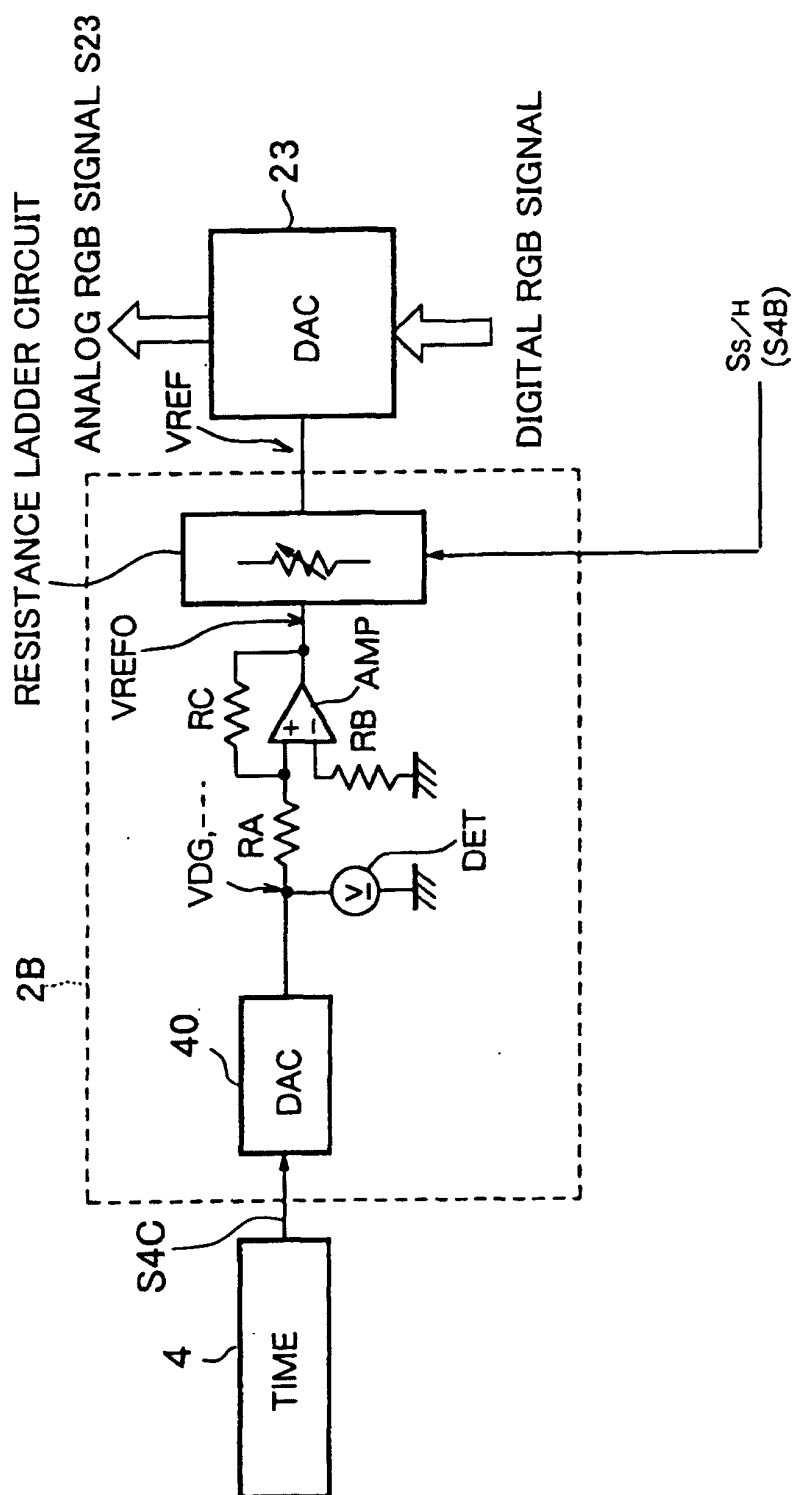 RESISTANCE LADDER CIRCUIT
ANALOG RGB SIGNAL S23
23
DAC
VREF
DIGITAL RGB SIGNAL
SS/H
(S4B)
VREFO
RC
AMP
+
−
RB
RA
VDG,---
DET
V
2B
40
DAC
S4C
4
TIME